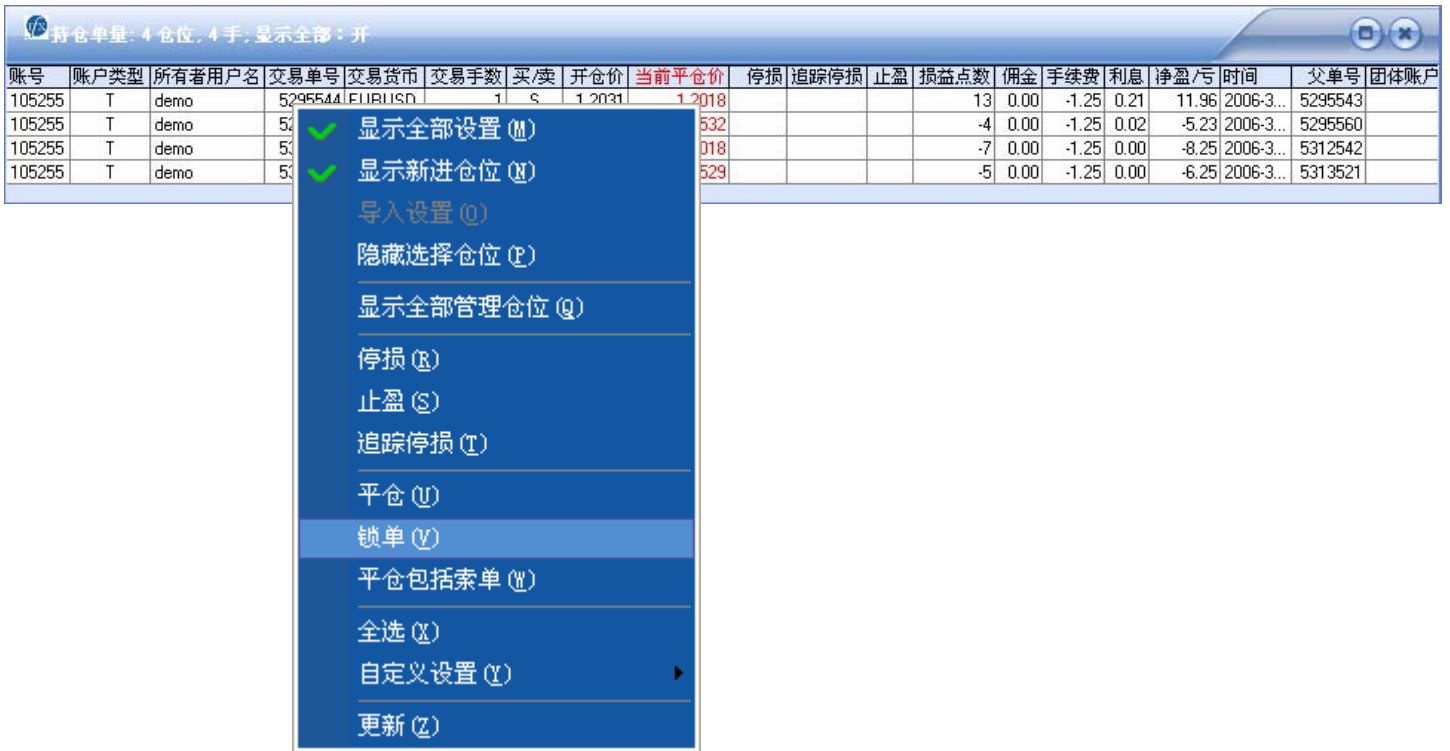 持仓单量: 4 仓位, 4 手; 显示全部：开
账号 账户类型 所有者用户名 交易单号 交易货币 交易手数 买/卖 开仓价 当前平仓价 停损 追踪停损 止盈 损益点数 佣金 手续费 利息 净盈/亏 时间 父单号 团体账户
105255 T demo 5295544 EURUSD 1 S 1.2031 1.2018 13 0.00 -1.25 0.21 11.96 2006-3... 5295543
105255 T demo 52 532 -4 0.00 -1.25 0.02 -5.23 2006-3... 5295560
105255 T demo 53 018 -7 0.00 -1.25 0.00 -8.25 2006-3... 5312542
105255 T demo 53 529 -5 0.00 -1.25 0.00 -6.25 2006-3... 5313521
显示全部设置(M)
显示新进仓位(N)
导入设置(O)
隐藏选择仓位(P)
显示全部管理仓位(Q)
停损(R)
止盈(S)
追踪停损(T)
平仓(U)
锁单(V)
平仓包括索单(W)
全选(X)
自定义设置(Y)
更新(Z)